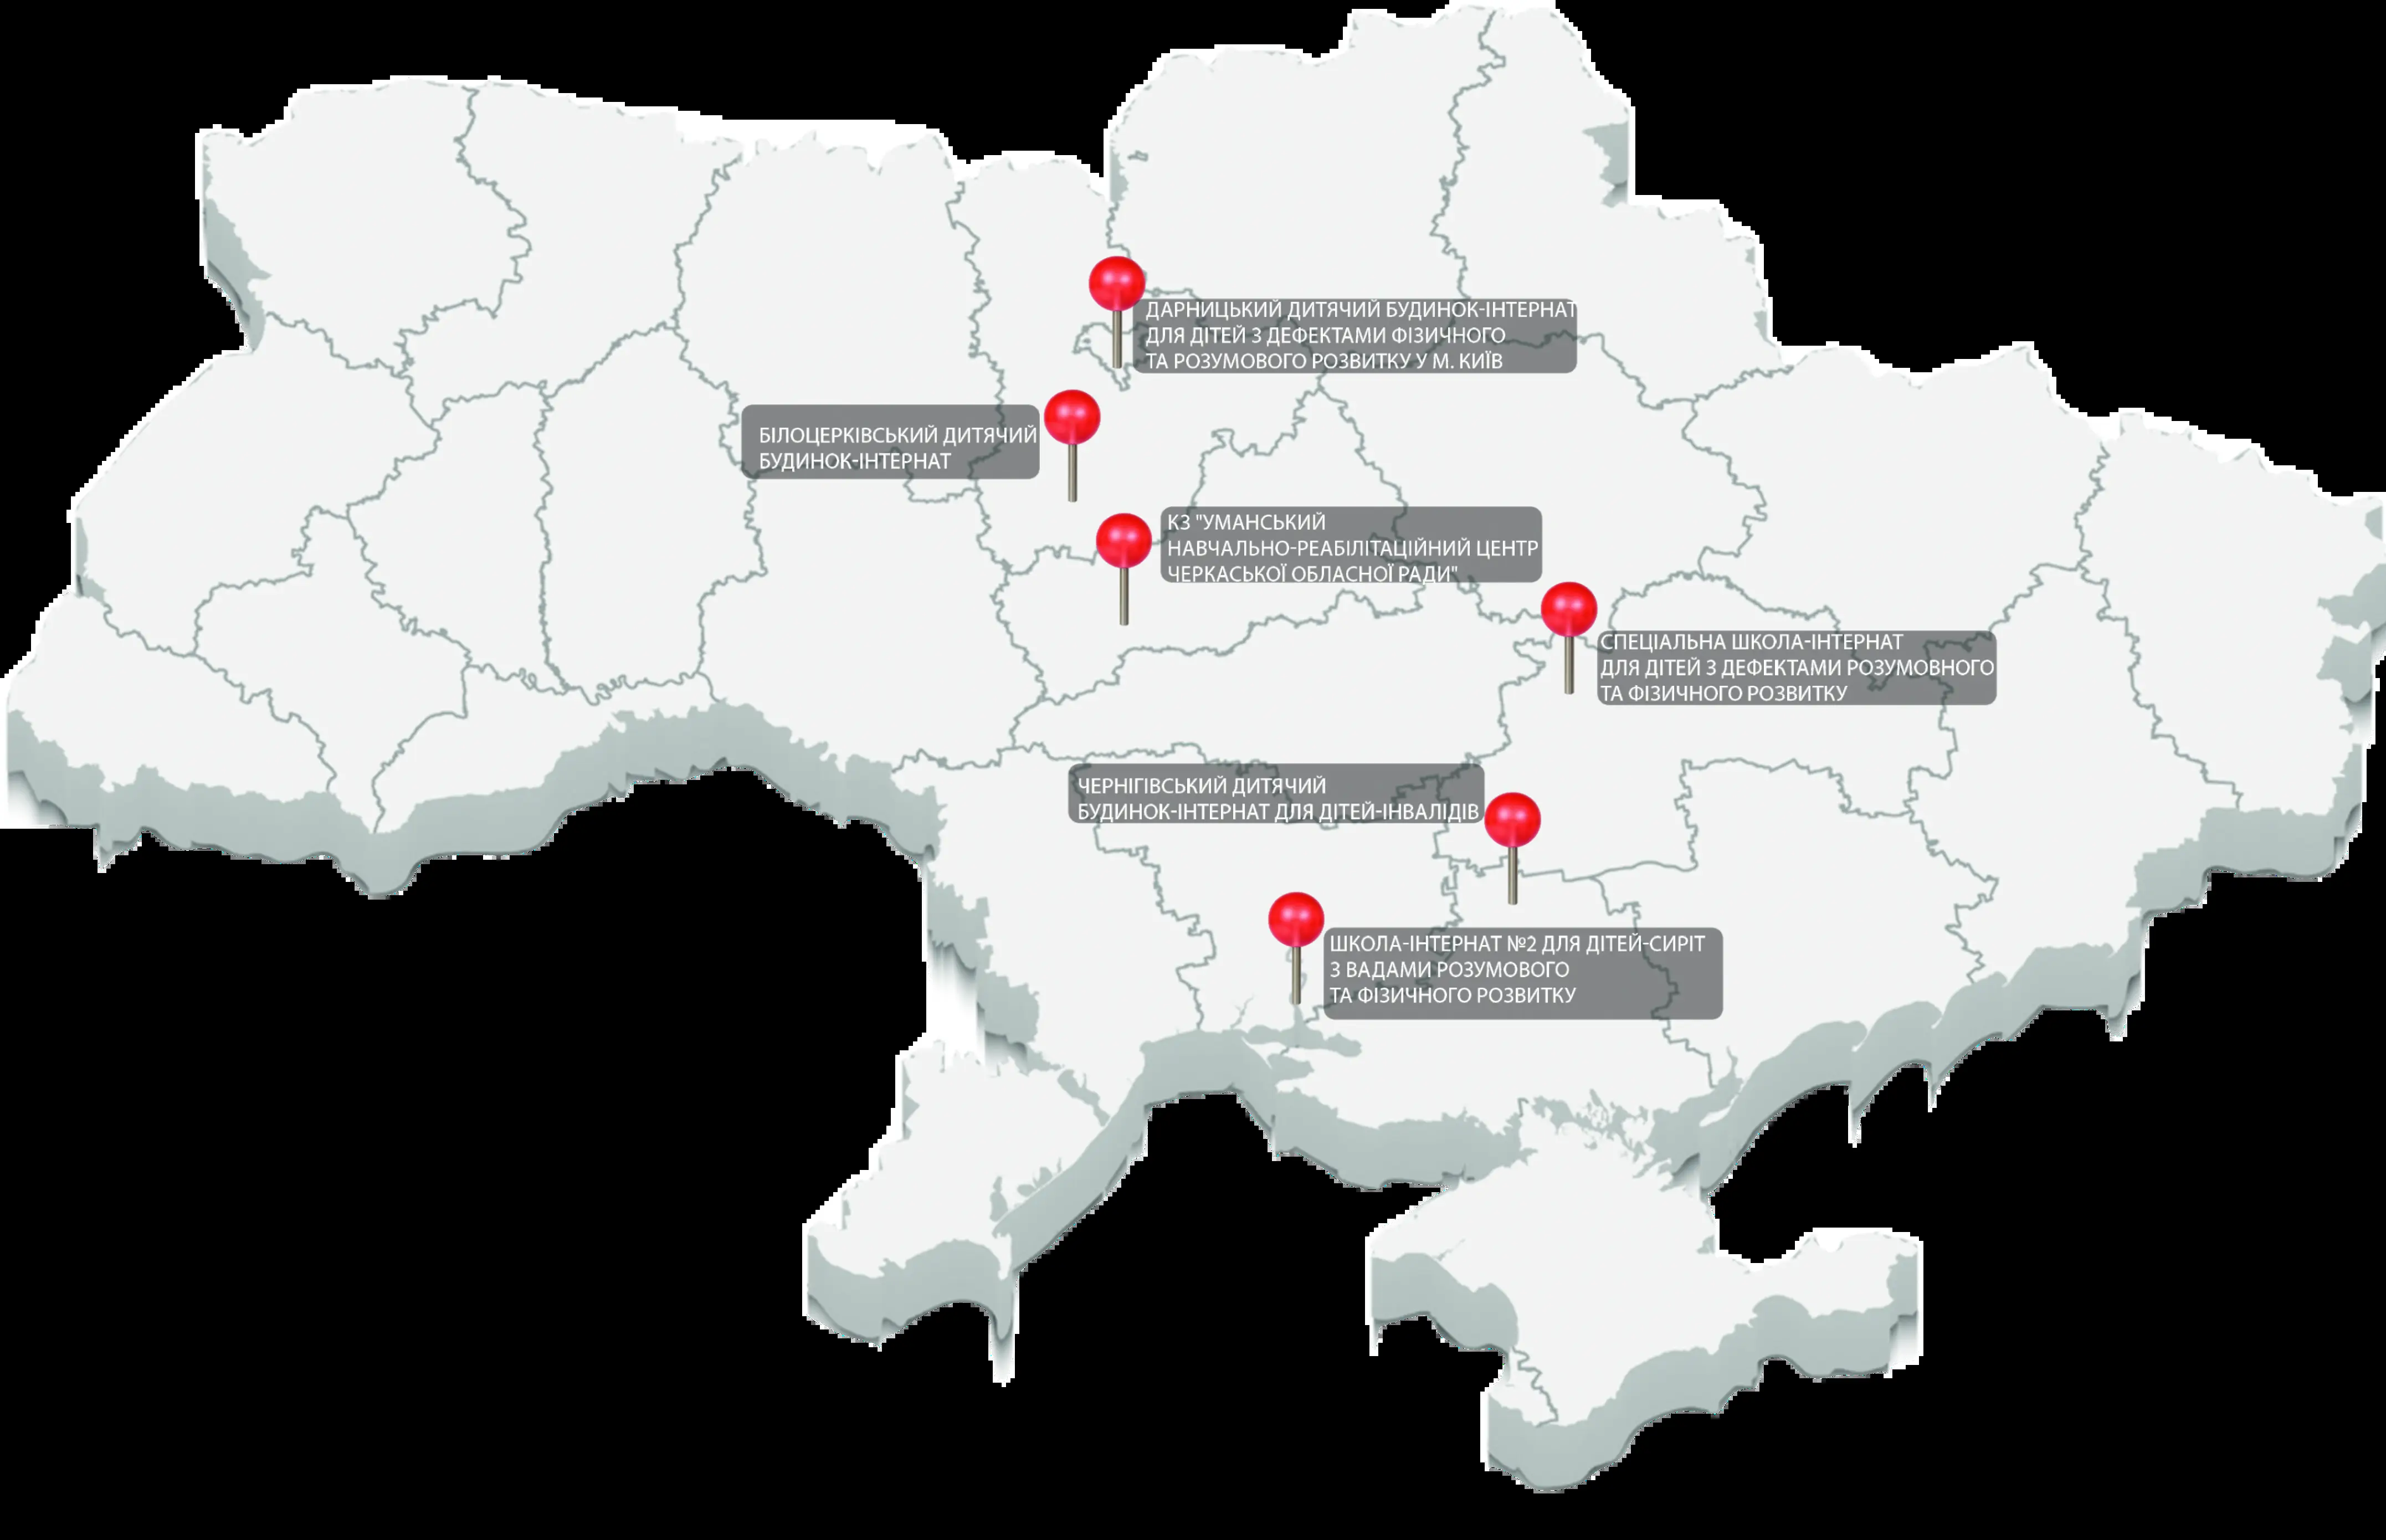 ДАРНИЦЬКИЙ ДИТЯЧИЙ БУДИНОК-ІНТЕРНАТ
ДЛЯ ДІТЕЙ З ДЕФЕКТАМИ ФІЗИЧНОГО
ТА РОЗУМОВОГО РОЗВИТКУ У М. КИЇВ
БІЛОЦЕРКІВСЬКИЙ ДИТЯЧИЙ
БУДИНОК-ІНТЕРНАТ
КЗ "УМАНСЬКИЙ
НАВЧАЛЬНО-РЕАБІЛІТАЦІЙНИЙ ЦЕНТР
ЧЕРКАСЬКОЇ ОБЛАСНОЇ РАДИ"
СПЕЦІАЛЬНА ШКОЛА-ІНТЕРНАТ
ДЛЯ ДІТЕЙ З ДЕФЕКТАМИ РОЗУМОВНОГО
ТА ФІЗИЧНОГО РОЗВИТКУ
ЧЕРНІГІВСЬКИЙ ДИТЯЧИЙ
БУДИНОК-ІНТЕРНАТ ДЛЯ ДІТЕЙ-ІНВАЛІДІВ
ШКОЛА-ІНТЕРНАТ №2 ДЛЯ ДІТЕЙ-СИРІТ
З ВАДАМИ РОЗУМОВОГО
ТА ФІЗИЧНОГО РОЗВИТКУ